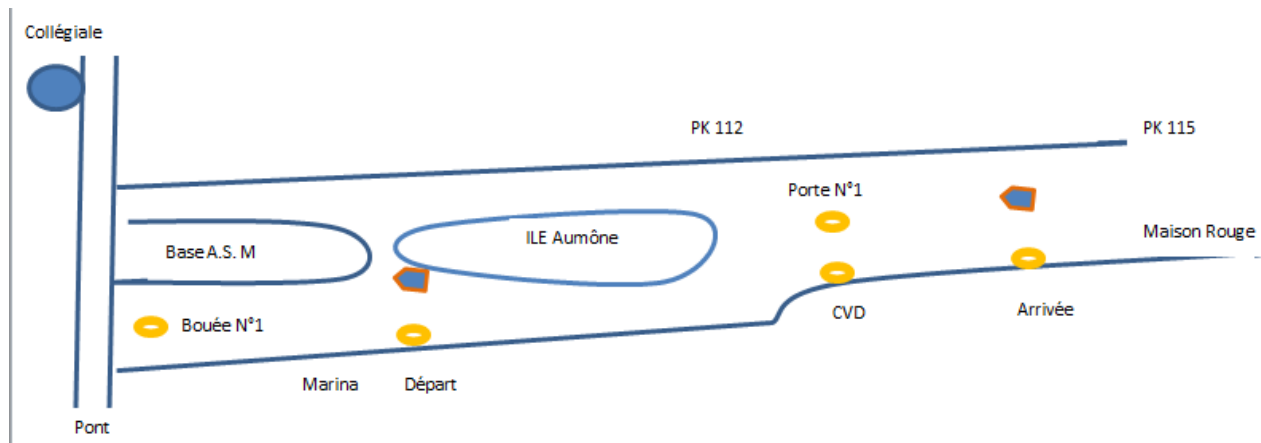 Collégiale
PK 112
PK 115
Porte N°1
Maison Rouge
ILE Aumône
Base A.S. M
Bouée N°1
CVD
Arrivée
Marina
Départ
Pont